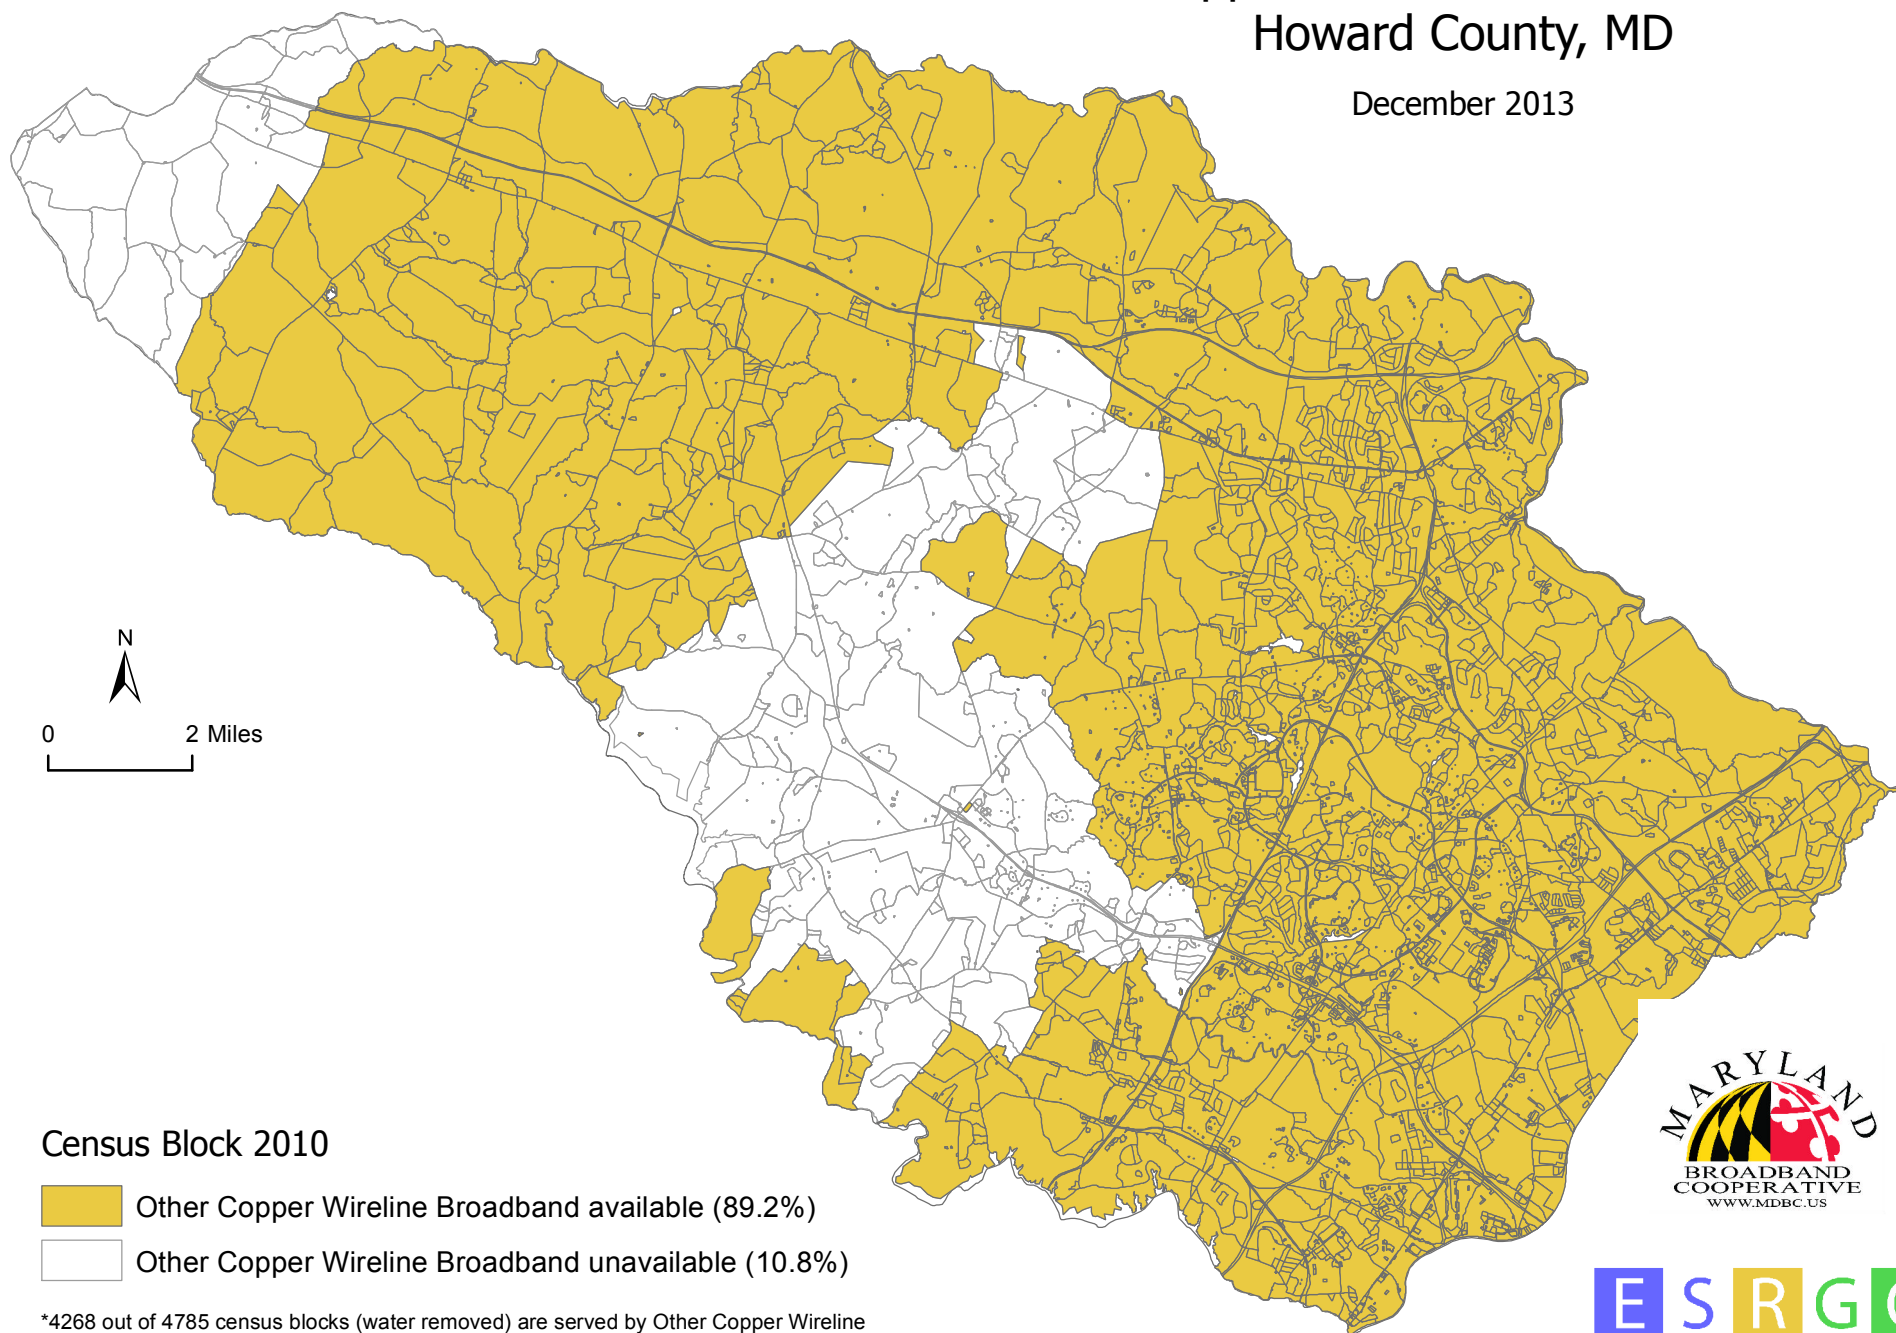 Howard County, MD
December 2013
N
0 2 Miles
Census Block 2010
Other Copper Wireline Broadband available (89.2%)
Other Copper Wireline Broadband unavailable (10.8%)
*4268 out of 4785 census blocks (water removed) are served by Other Copper Wireline
MARYLAND
BROADBAND
COOPERATIVE
WWW.MDBC.US
E S R G